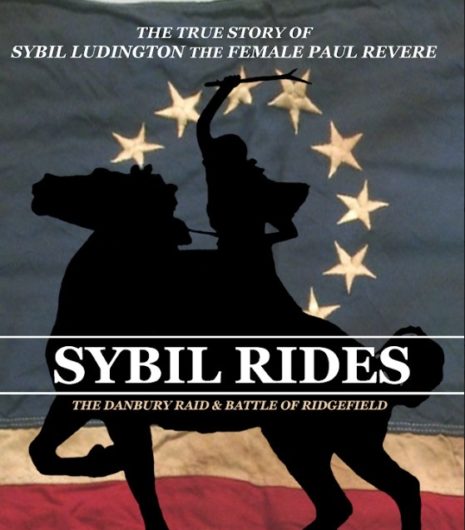 THE TRUE STORY OF
SYBIL LUDINGTON THE FEMALE PAUL REVERE
SYBIL RIDES
THE DANBURY RAID & BATTLE OF RIDGEFIELD